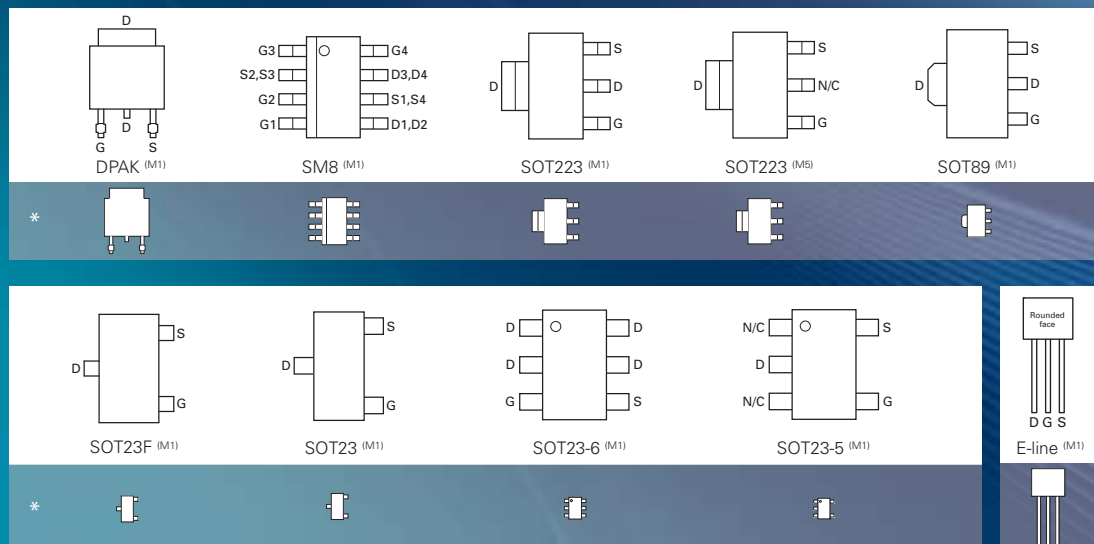 D
D
G S
DPAK (M1)
G3 G4
S2,S3 D3,D4
G2 S1,S4
G1 D1,D2
SM8 (M1)
S
D D
G
SOT223 (M1)
S
D N/C
G
SOT223 (M5)
S
D D
G
SOT89 (M1)
*
S
D
G
SOT23F (M1)
S
D
G
SOT23 (M1)
D D
D D
G S
SOT23-6 (M1)
N/C S
D
N/C G
SOT23-5 (M1)
*
Rounded
face
D G S
E-line (M1)